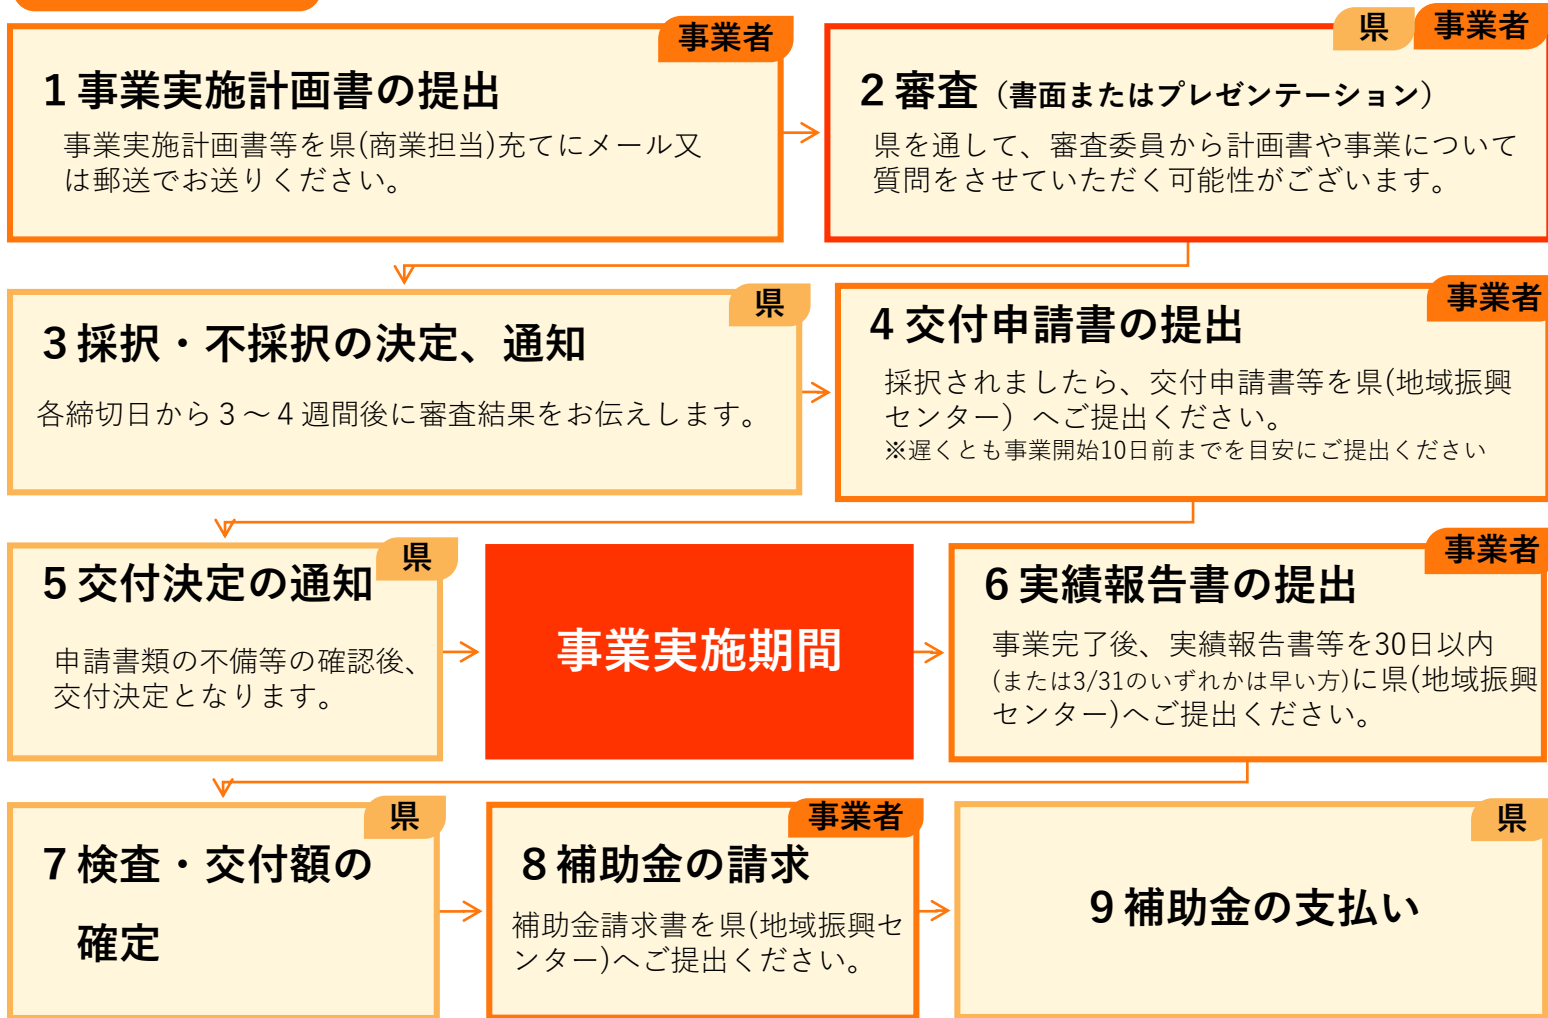 事業者
1 事業実施計画書の提出
事業実施計画書等を県(商業担当)充てにメール又
は郵送でお送りください。
県
事業者
2 審査（書面またはプレゼンテーション）
県を通して、審査委員から計画書や事業について
質問をさせていただく可能性がございます。
県
3 採択・不採択の決定、通知
各締切日から３～４週間後に審査結果をお伝えします。
事業者
4 交付申請書の提出
採択されましたら、交付申請書等を県(地域振興
センター）へご提出ください。
※遅くとも事業開始10日前までを目安にご提出ください
県
5 交付決定の通知
申請書類の不備等の確認後、
交付決定となります。
事業実施期間
事業者
6 実績報告書の提出
事業完了後、実績報告書等を30日以内
(または3/31のいずれかは早い方)に県(地域振興
センター)へご提出ください。
県
7 検査・交付額の
確定
事業者
8 補助金の請求
補助金請求書を県(地域振興セ
ンター)へご提出ください。
県
9 補助金の支払い